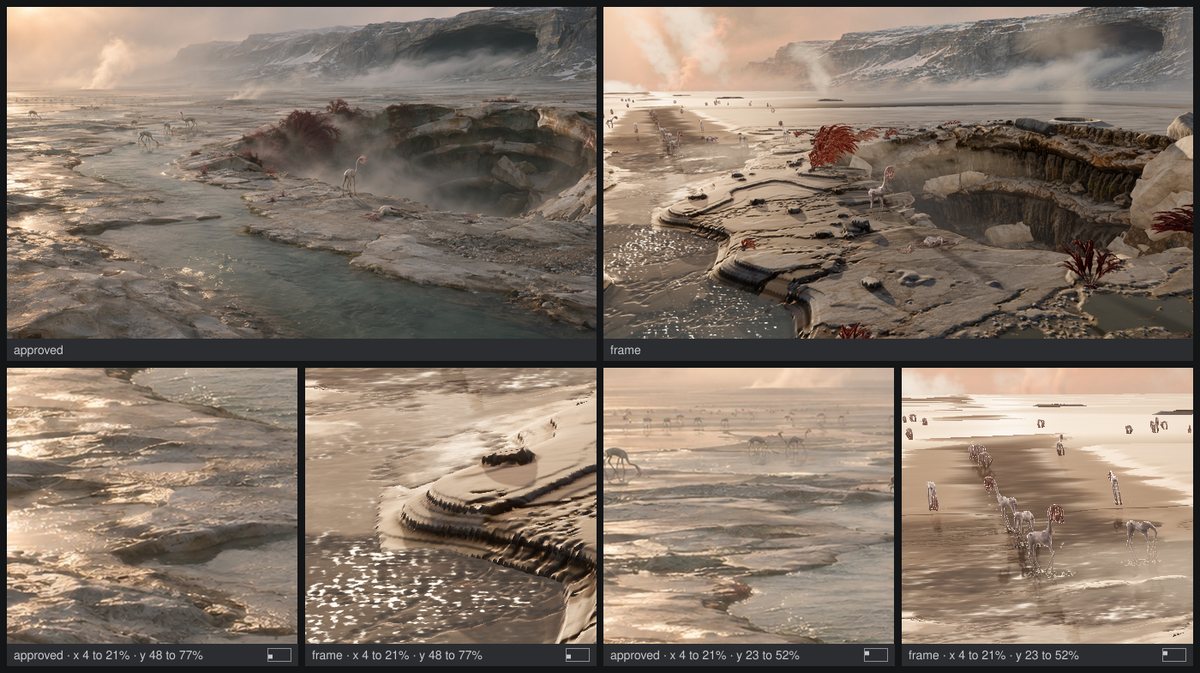 approved
frame
approved · x 4 to 21% · y 48 to 77%
frame · x 4 to 21% · y 48 to 77%
approved · x 4 to 21% · y 23 to 52%
frame · x 4 to 21% · y 23 to 52%